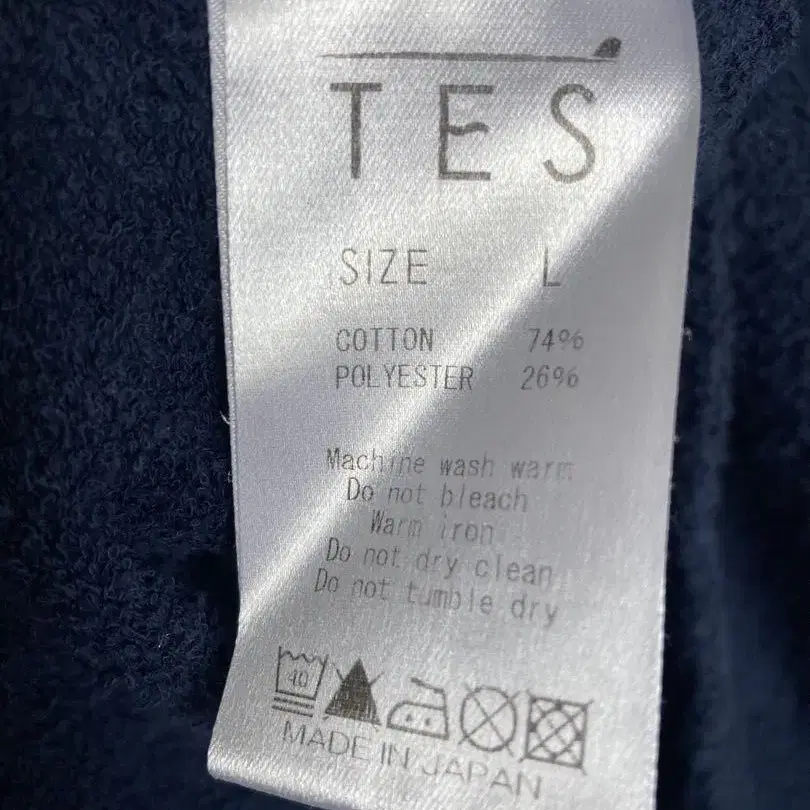 TES
SIZE L
COTTON 74%
POLYESTER 26%
Machine wash warm
Do not bleach
Warm iron
Do not dry clean
Do not tumble dry
40
MADE IN JAPAN